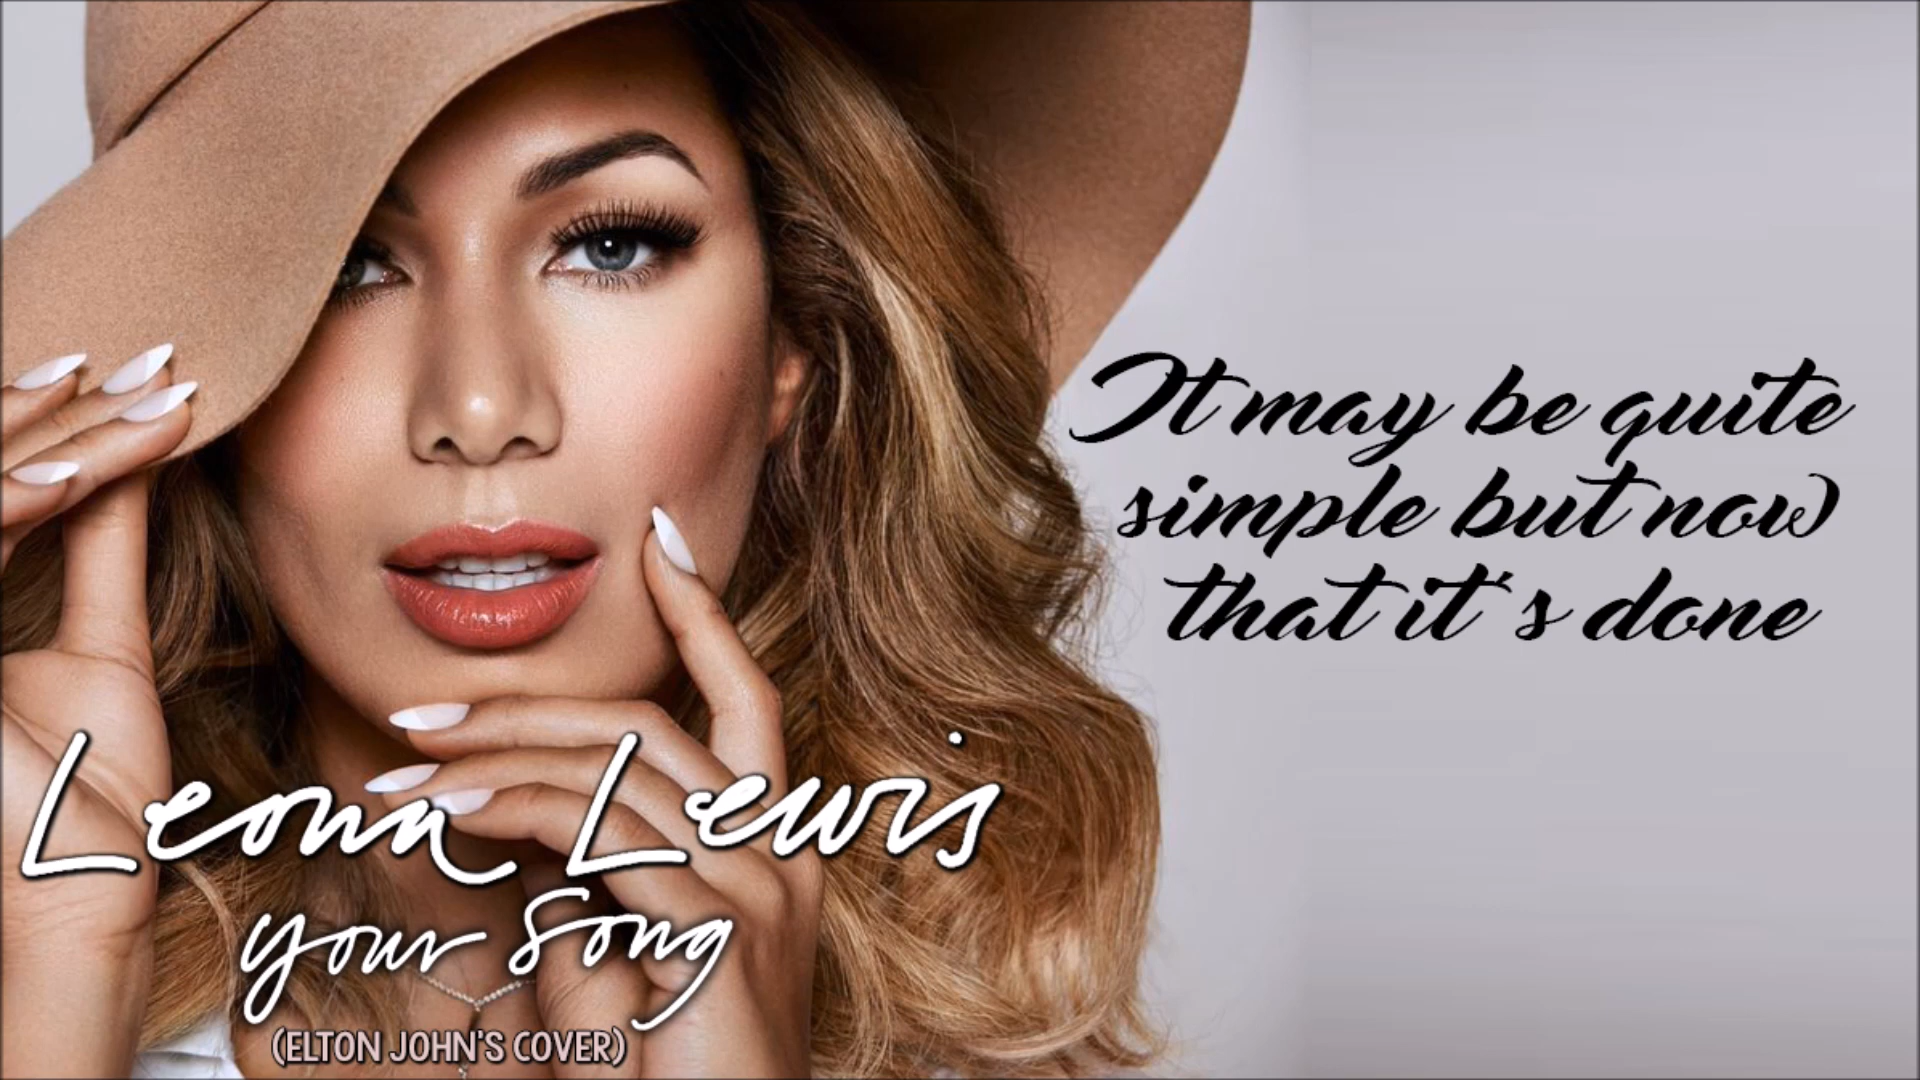 It may be quite
simple but now
that it's done
Leona Lewis
your Song
(ELTON JOHN'S COVER)